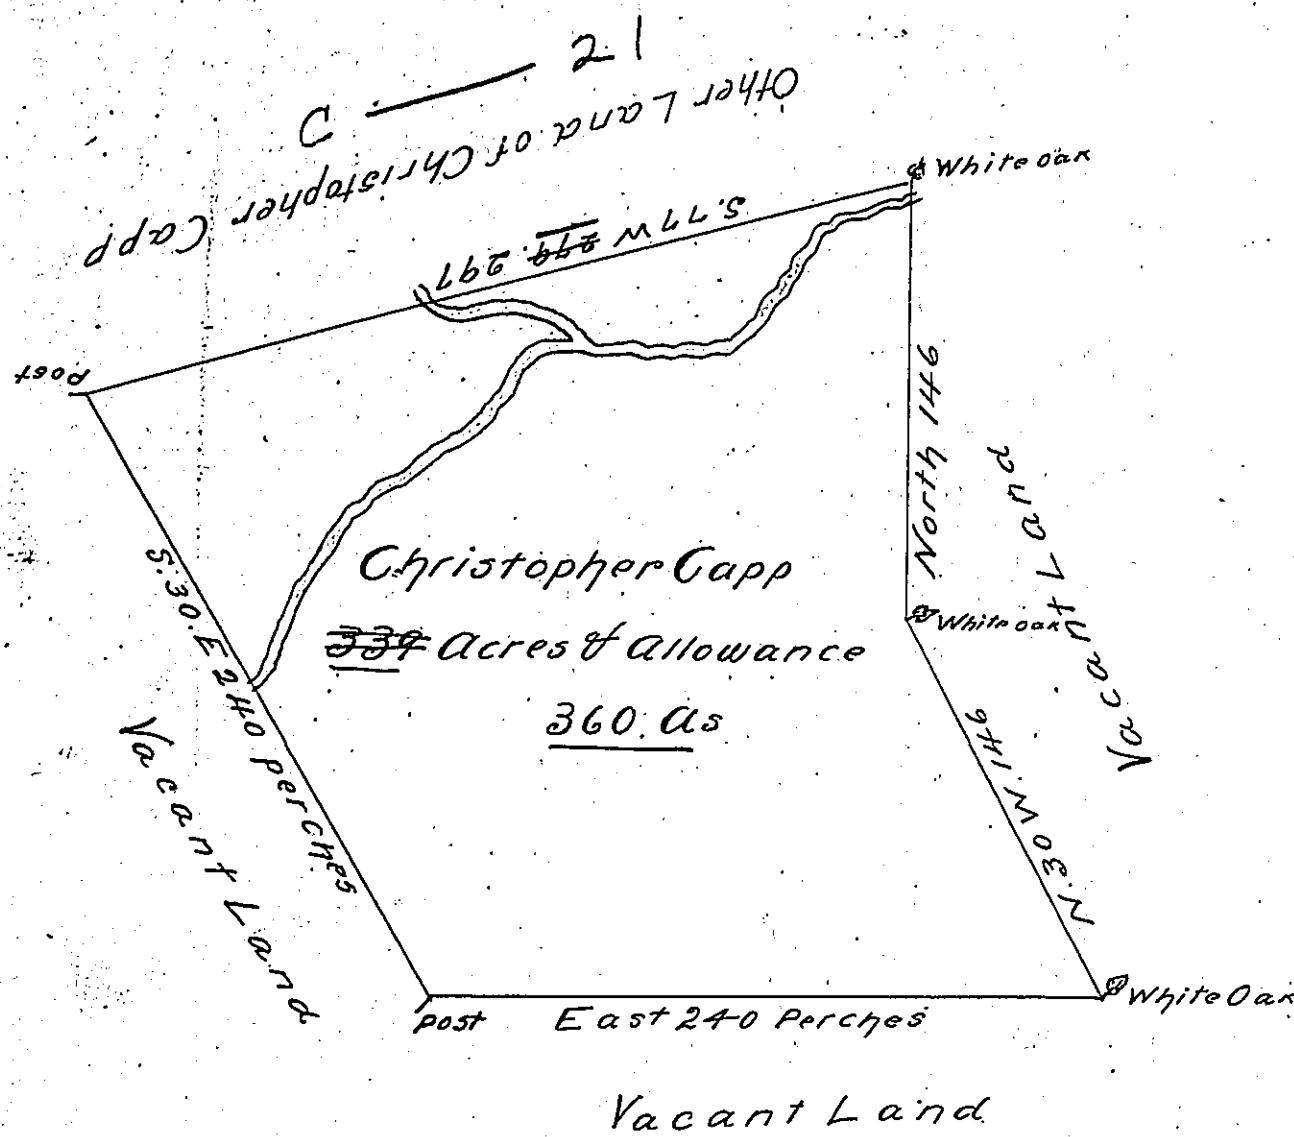 C — 21
Other Land of Christopher Capp
White oak
S. 77 W 279. 297
Post
North 146
Vacant Land
S. 30. E 240 perches
Christopher Capp
White oak
339 Acres & Allowance
360. As
Vacant Land
N. 30 W. 146
White Oak
post
East 240 Perches
Vacant Land